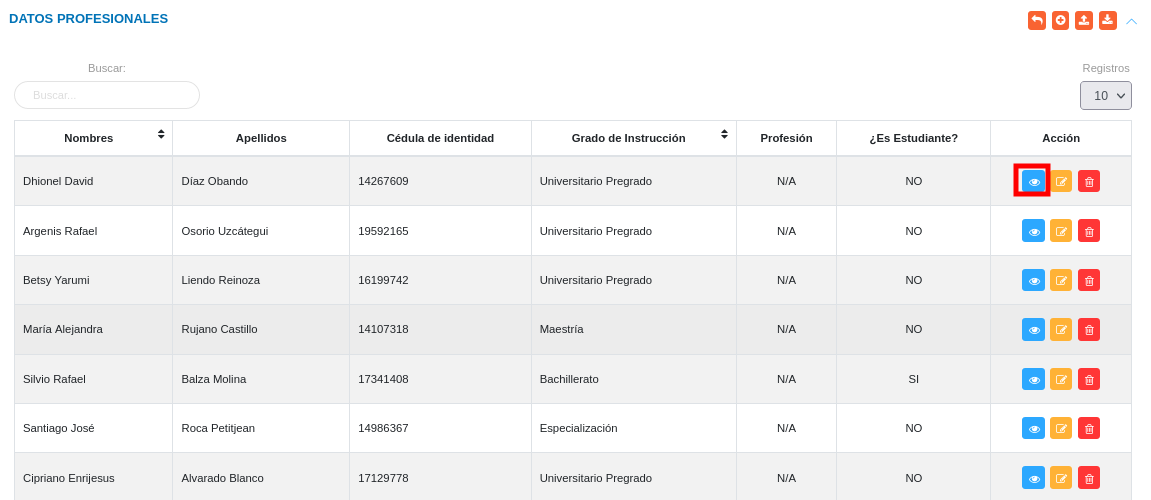 DATOS PROFESIONALES
Buscar:
Registros
Buscar...
10
Nombres Apellidos Cédula de identidad Grado de Instrucción Profesión ¿Es Estudiante? Acción
Dhionel David Díaz Obando 14267609 Universitario Pregrado N/A NO
Argenis Rafael Osorio Uzcátegui 19592165 Universitario Pregrado N/A NO
Betsy Yarumi Liendo Reinoza 16199742 Universitario Pregrado N/A NO
María Alejandra Rujano Castillo 14107318 Maestría N/A NO
Silvio Rafael Balza Molina 17341408 Bachillerato N/A SI
Santiago José Roca Petitjean 14986367 Especialización N/A NO
Cipriano Enrijesus Alvarado Blanco 17129778 Universitario Pregrado N/A NO